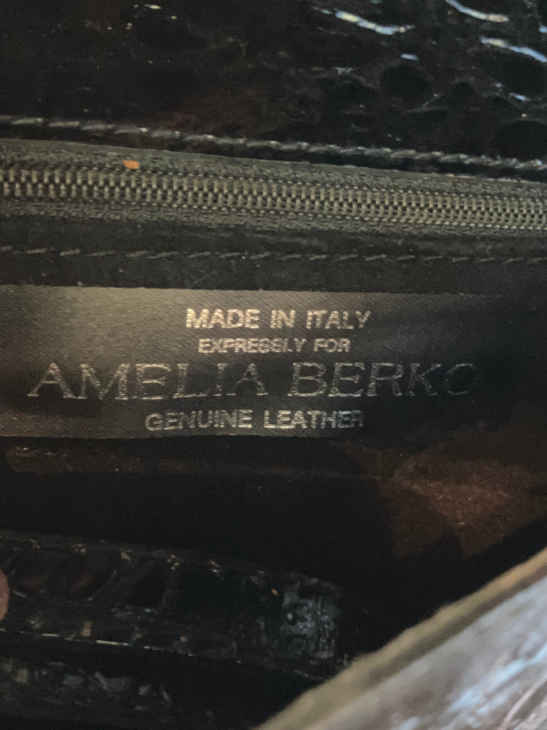 MADE IN ITALY
EXPRESSLY FOR
AMELIA BERKO
GENUINE LEATHER